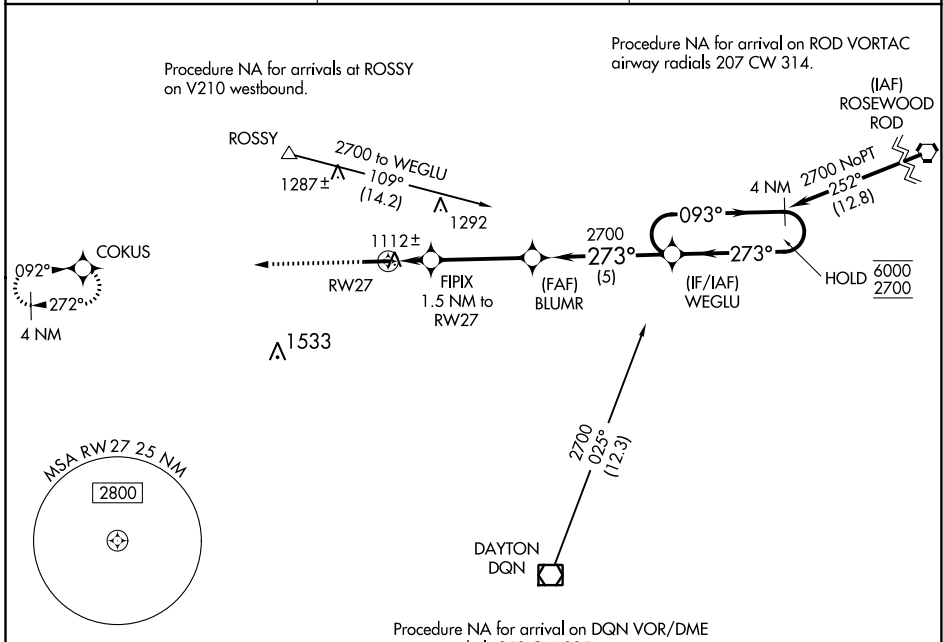 Procedure NA for arrival on ROD VORTAC
airway radials 207 CW 314.
Procedure NA for arrivals at ROSSY
on V210 westbound.
(IAF)
ROSEWOOD
ROD
ROSSY
2700 to WEGLU
109°
(14.2)
1287±
1292
2700 NoPT
252°
(12.8)
4 NM
093°
1112±
2700
273°
(5)
273°
COKUS
092°
272°
4 NM
RW27
FIPIX
1.5 NM to
RW27
(FAF)
BLUMR
(IF/IAF)
WEGLU
HOLD
6000
2700
1533
2700
025°
(12.3)
MSA RW27 25 NM
2800
DAYTON
DQN
Procedure NA for arrival on DQN VOR/DME